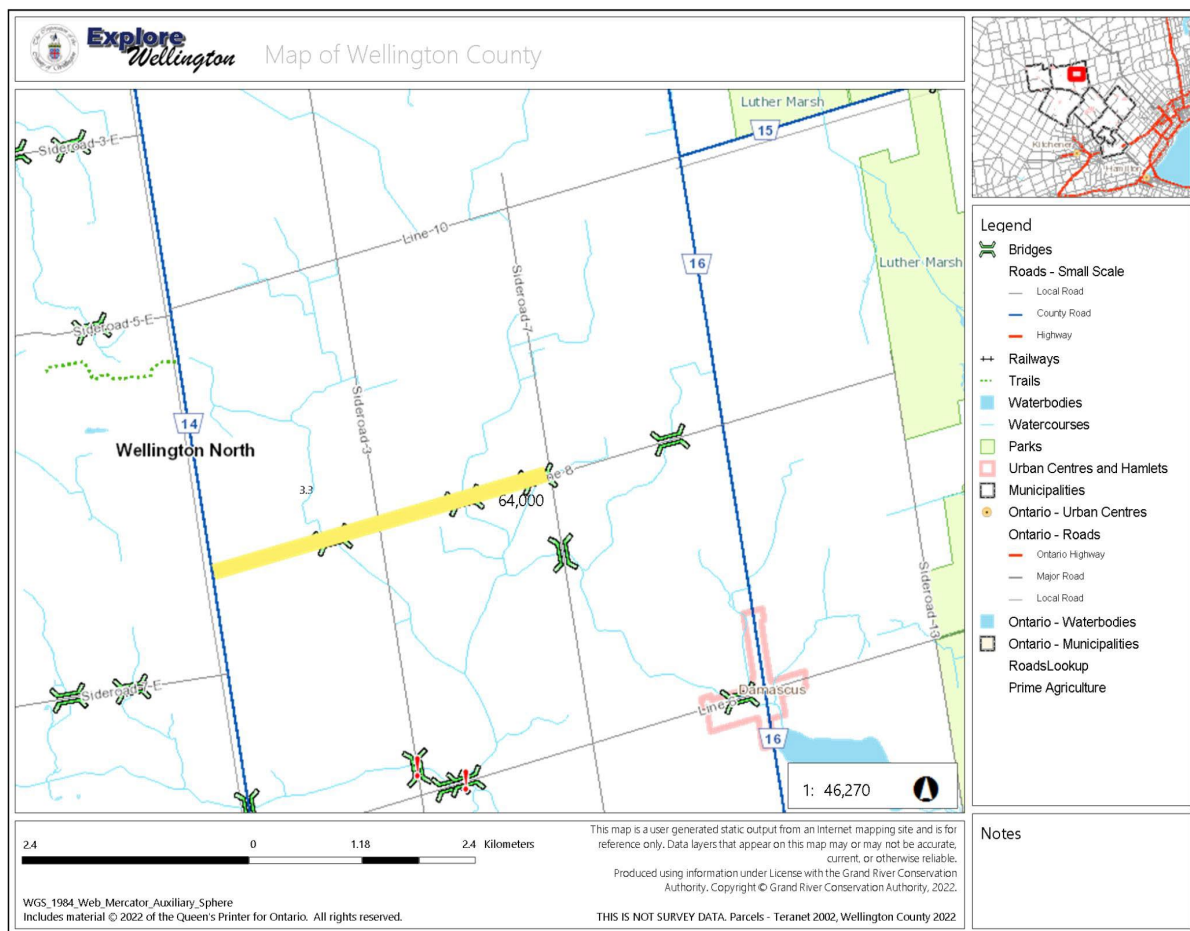 Explore
Wellington
Map of Wellington County
Luther Marsh
15
Sideroad-3-E
Line-10
16
Luther Marsh
Sideroad-7
Sideroad-5-E
Sideroad-3
14
Wellington North
3.3
ne-8
64,000
Sideroad-13
Sideroad-7-E
Damascus
Line-6
16
1: 46,270
Kitchener
Hamilton
Legend
Bridges
Roads - Small Scale
Local Road
County Road
Highway
Railways
Trails
Waterbodies
Watercourses
Parks
Urban Centres and Hamlets
Municipalities
Ontario - Urban Centres
Ontario - Roads
Ontario Highway
Major Road
Local Road
Ontario - Waterbodies
Ontario - Municipalities
RoadsLookup
Prime Agriculture
Notes
2.4 0 1.18 2.4 Kilometers
WGS_1984_Web_Mercator_Auxiliary_Sphere
Includes material © 2022 of the Queen's Printer for Ontario. All rights reserved.
This map is a user generated static output from an Internet mapping site and is for
reference only. Data layers that appear on this map may or may not be accurate,
current, or otherwise reliable.
Produced using information under License with the Grand River Conservation
Authority. Copyright © Grand River Conservation Authority, 2022.
THIS IS NOT SURVEY DATA. Parcels - Teranet 2002, Wellington County 2022